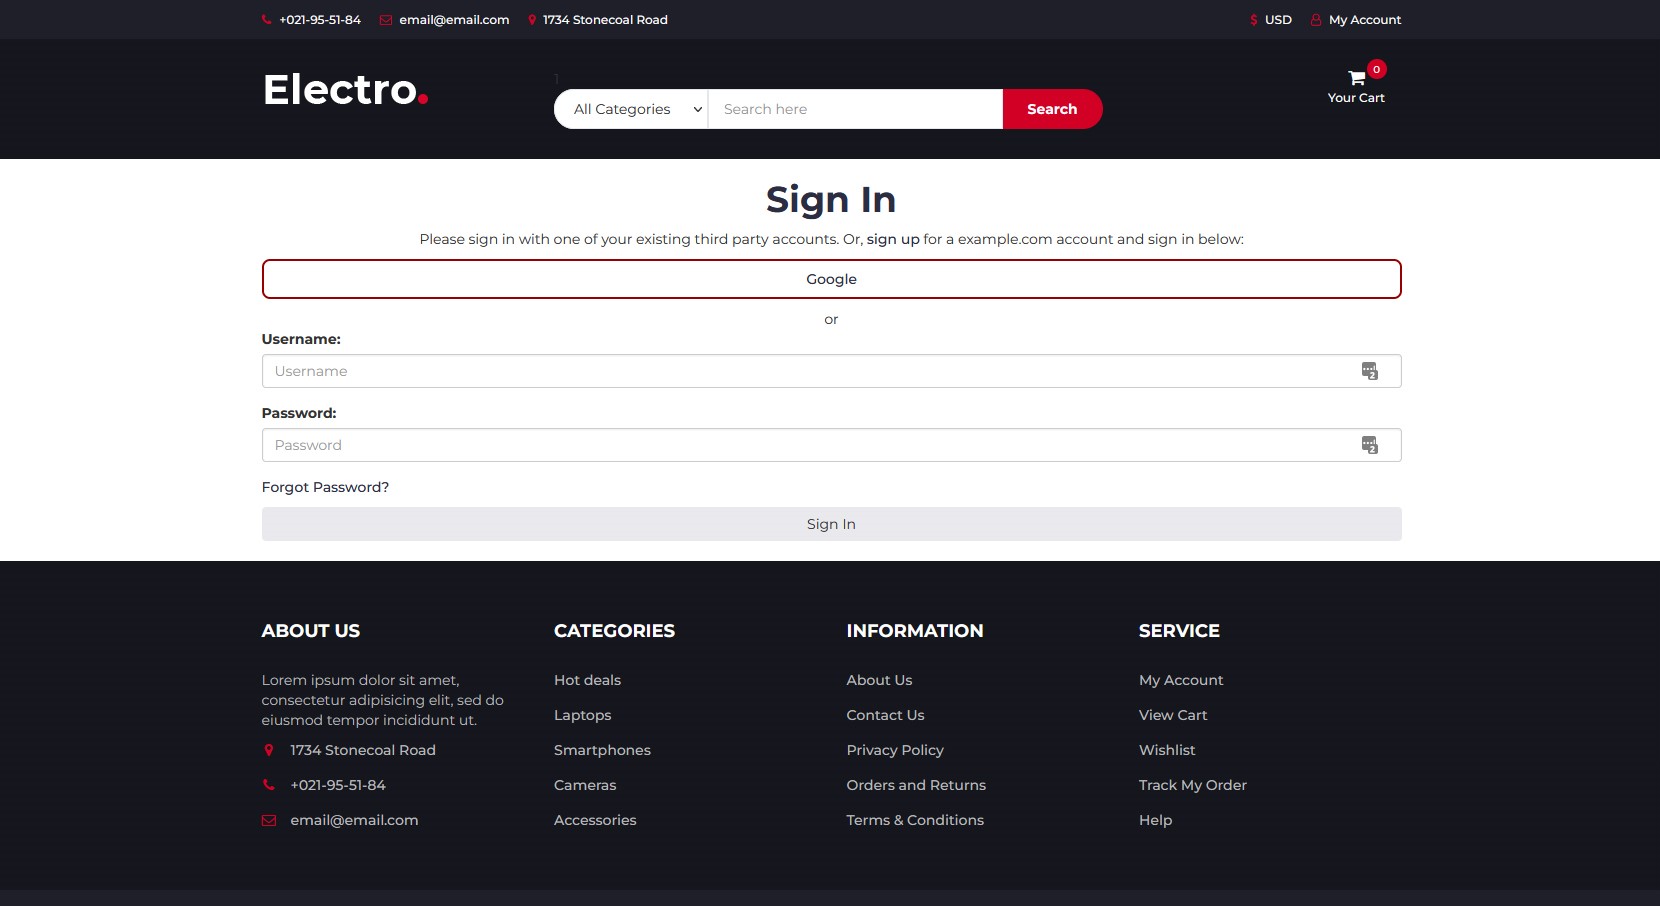 +021-95-51-84 email@email.com 1734 Stonecoal Road $ USD My Account
Electro.
1
All Categories Search here Search
0
Your Cart
Sign In
Please sign in with one of your existing third party accounts. Or, sign up for a example.com account and sign in below:
Google
or
Username:
Username
2
Password:
Password
2
Forgot Password?
Sign In
ABOUT US
Lorem ipsum dolor sit amet,
consectetur adipisicing elit, sed do
eiusmod tempor incididunt ut.
1734 Stonecoal Road
+021-95-51-84
email@email.com
CATEGORIES
Hot deals
Laptops
Smartphones
Cameras
Accessories
INFORMATION
About Us
Contact Us
Privacy Policy
Orders and Returns
Terms & Conditions
SERVICE
My Account
View Cart
Wishlist
Track My Order
Help